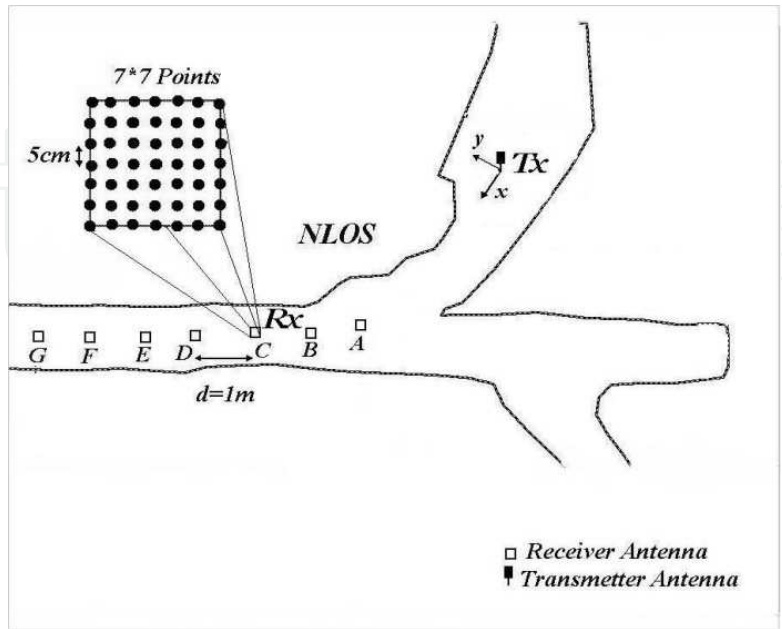 7*7 Points
5cm
y
Tx
x
NLOS
Rx
G F E D C B A
d=1m
Receiver Antenna
Transmetter Antenna